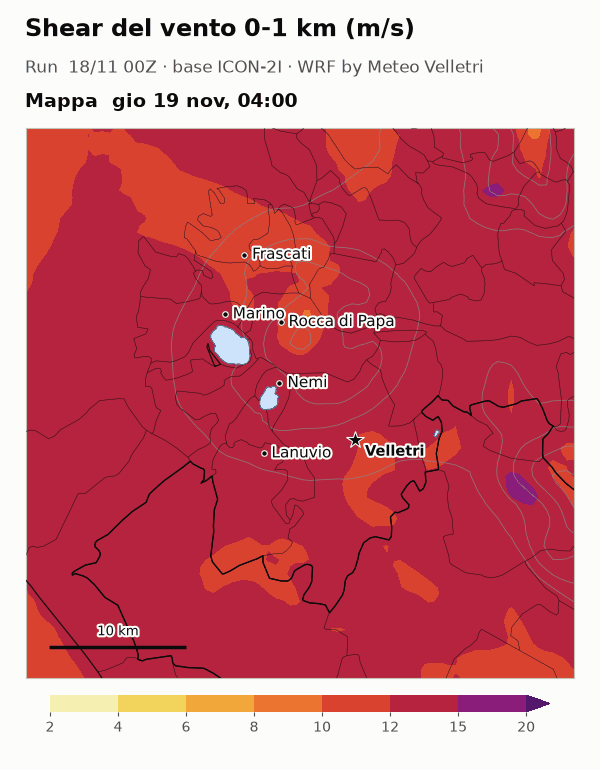 Shear del vento 0-1 km (m/s)
Run  18/11 00Z · base ICON-2I · WRF by Meteo Velletri
Mappa  gio 19 nov, 04:00
Frascati
Marino
Rocca di Papa
Nemi
Velletri
Lanuvio
10 km
2 4 6 8 10 12 15 20